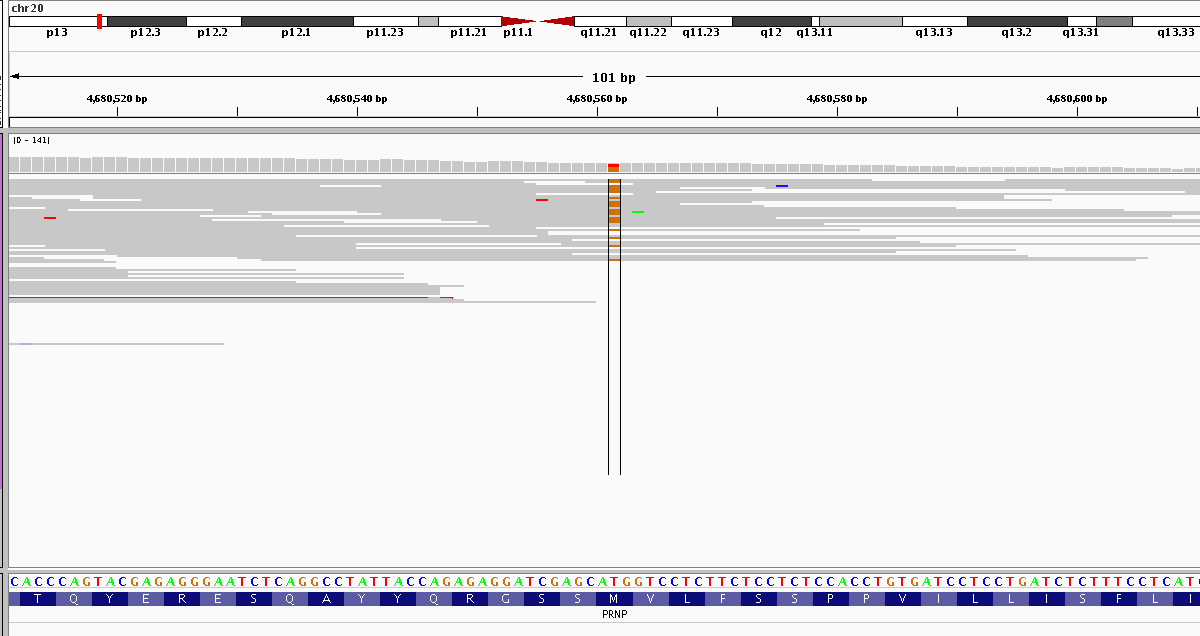 chr20
p13 p12.3 p12.2 p12.1 p11.23 p11.21 p11.1 q11.21 q11.22 q11.23 q12 q13.11 q13.13 q13.2 q13.31 q13.33
101 bp
4,680,520 bp 4,680,540 bp 4,680,560 bp 4,680,580 bp 4,680,600 bp
[0 - 141]
CACCCAGTACGAGAGGGAATCTCAGGCCTATTACCAGAGAGGATCGAGCATGGTCCTCTTCTCCTCTCCACCTGTGATCCTCCTGATCTCTTTCCTCAT
T Q Y E R E S Q A Y Y Q R G S S M V L F S S P P V I L L I S F L I
PRNP